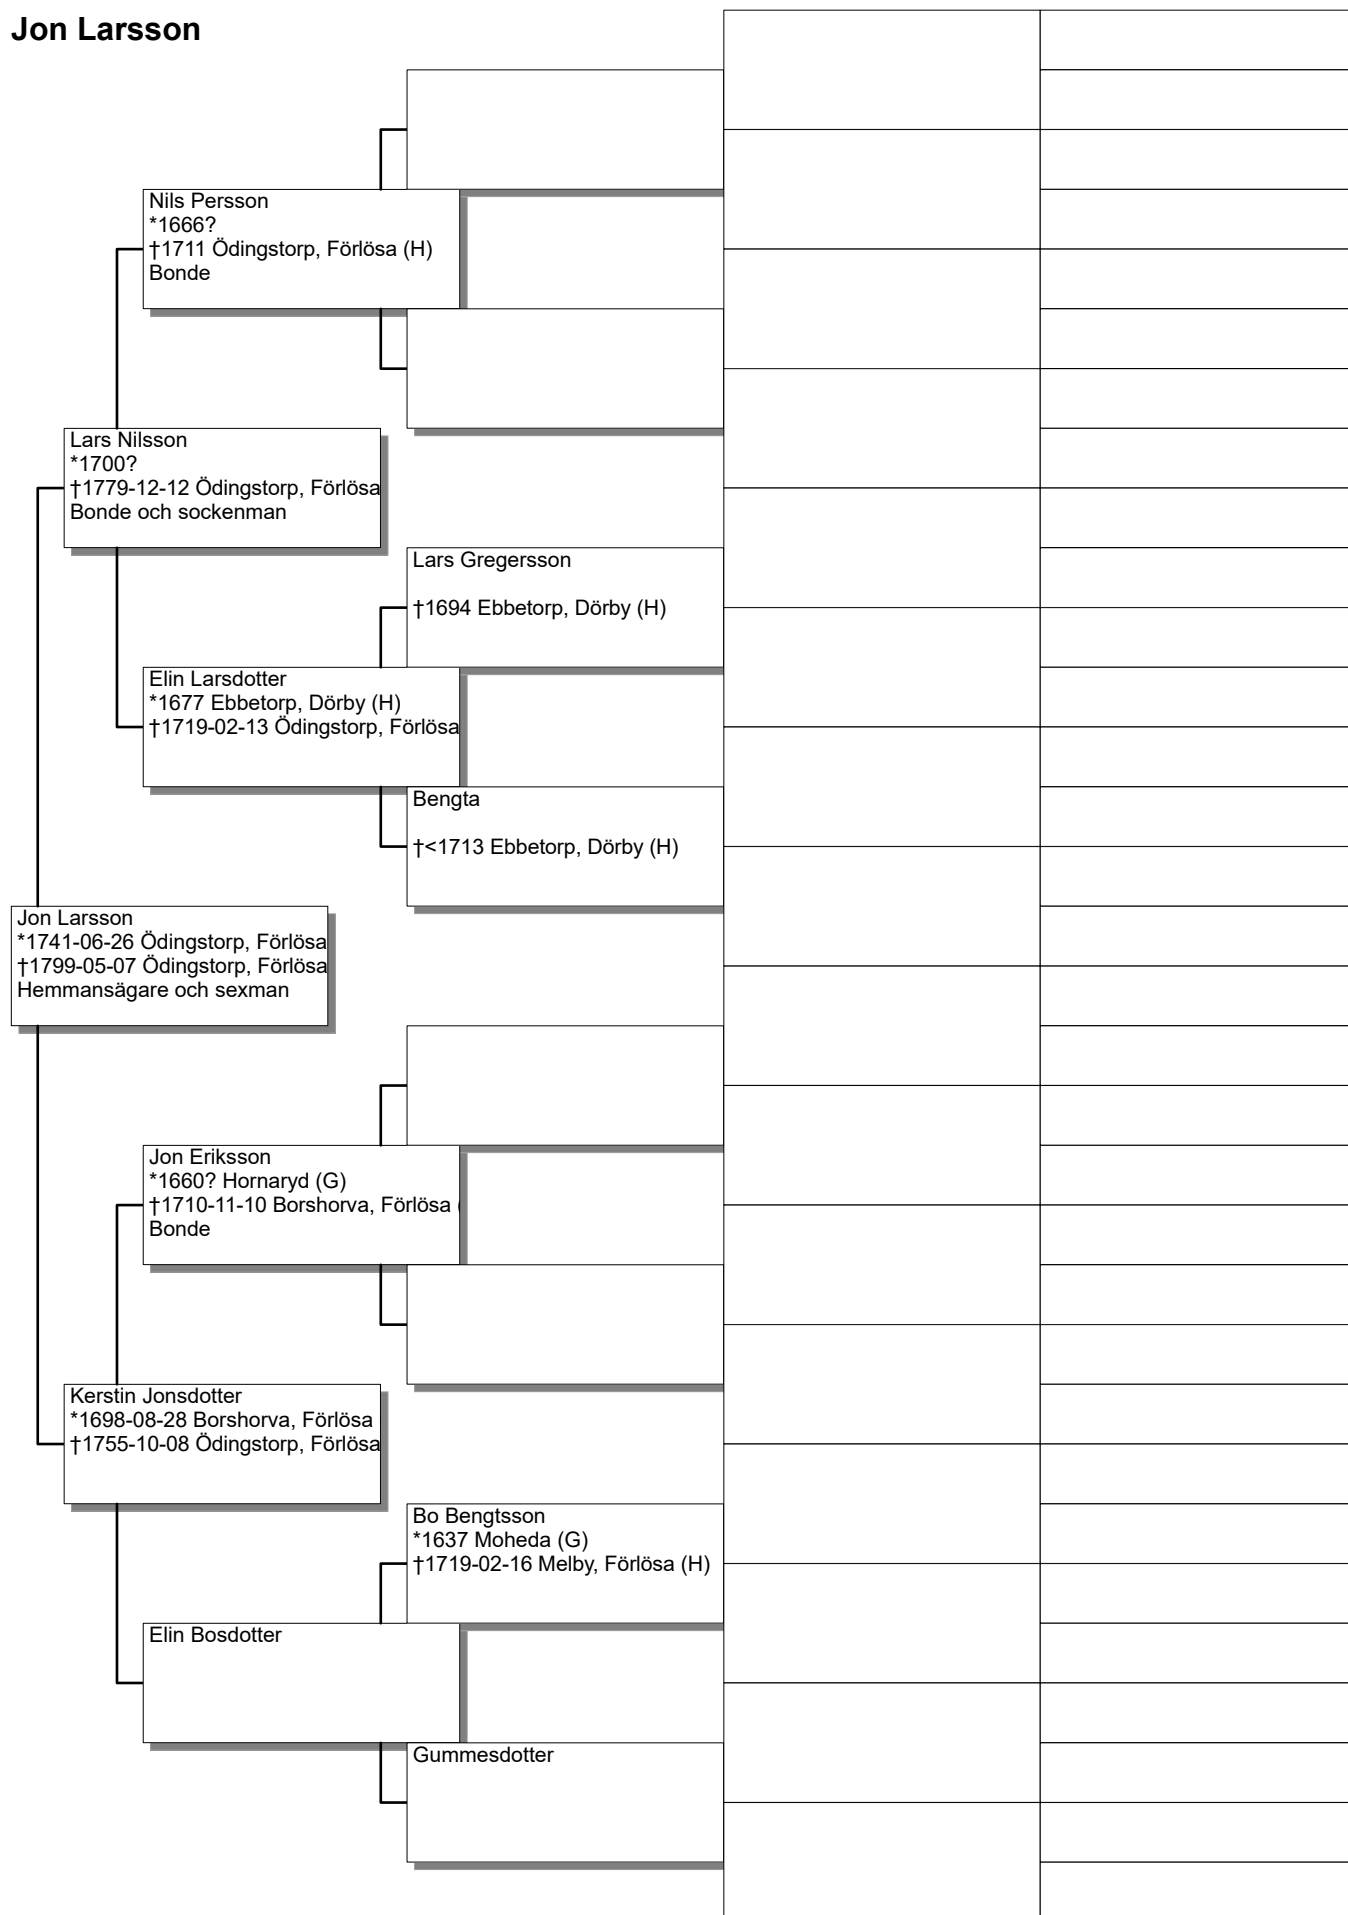 Jon Larsson
Nils Persson
*1666?
†1711 Ödingstorp, Förlösa (H)
Bonde
Lars Nilsson
*1700?
†1779-12-12 Ödingstorp, Förlösa
Bonde och sockenman
Lars Gregersson
†1694 Ebbetorp, Dörby (H)
Elin Larsdotter
*1677 Ebbetorp, Dörby (H)
†1719-02-13 Ödingstorp, Förlösa
Bengta
†<1713 Ebbetorp, Dörby (H)
Jon Larsson
*1741-06-26 Ödingstorp, Förlösa
†1799-05-07 Ödingstorp, Förlösa
Hemmansägare och sexman
Jon Eriksson
*1660? Hornaryd (G)
†1710-11-10 Borshorva, Förlösa (
Bonde
Kerstin Jonsdotter
*1698-08-28 Borshorva, Förlösa
†1755-10-08 Ödingstorp, Förlösa
Bo Bengtsson
*1637 Moheda (G)
†1719-02-16 Melby, Förlösa (H)
Elin Bosdotter
Gummesdotter